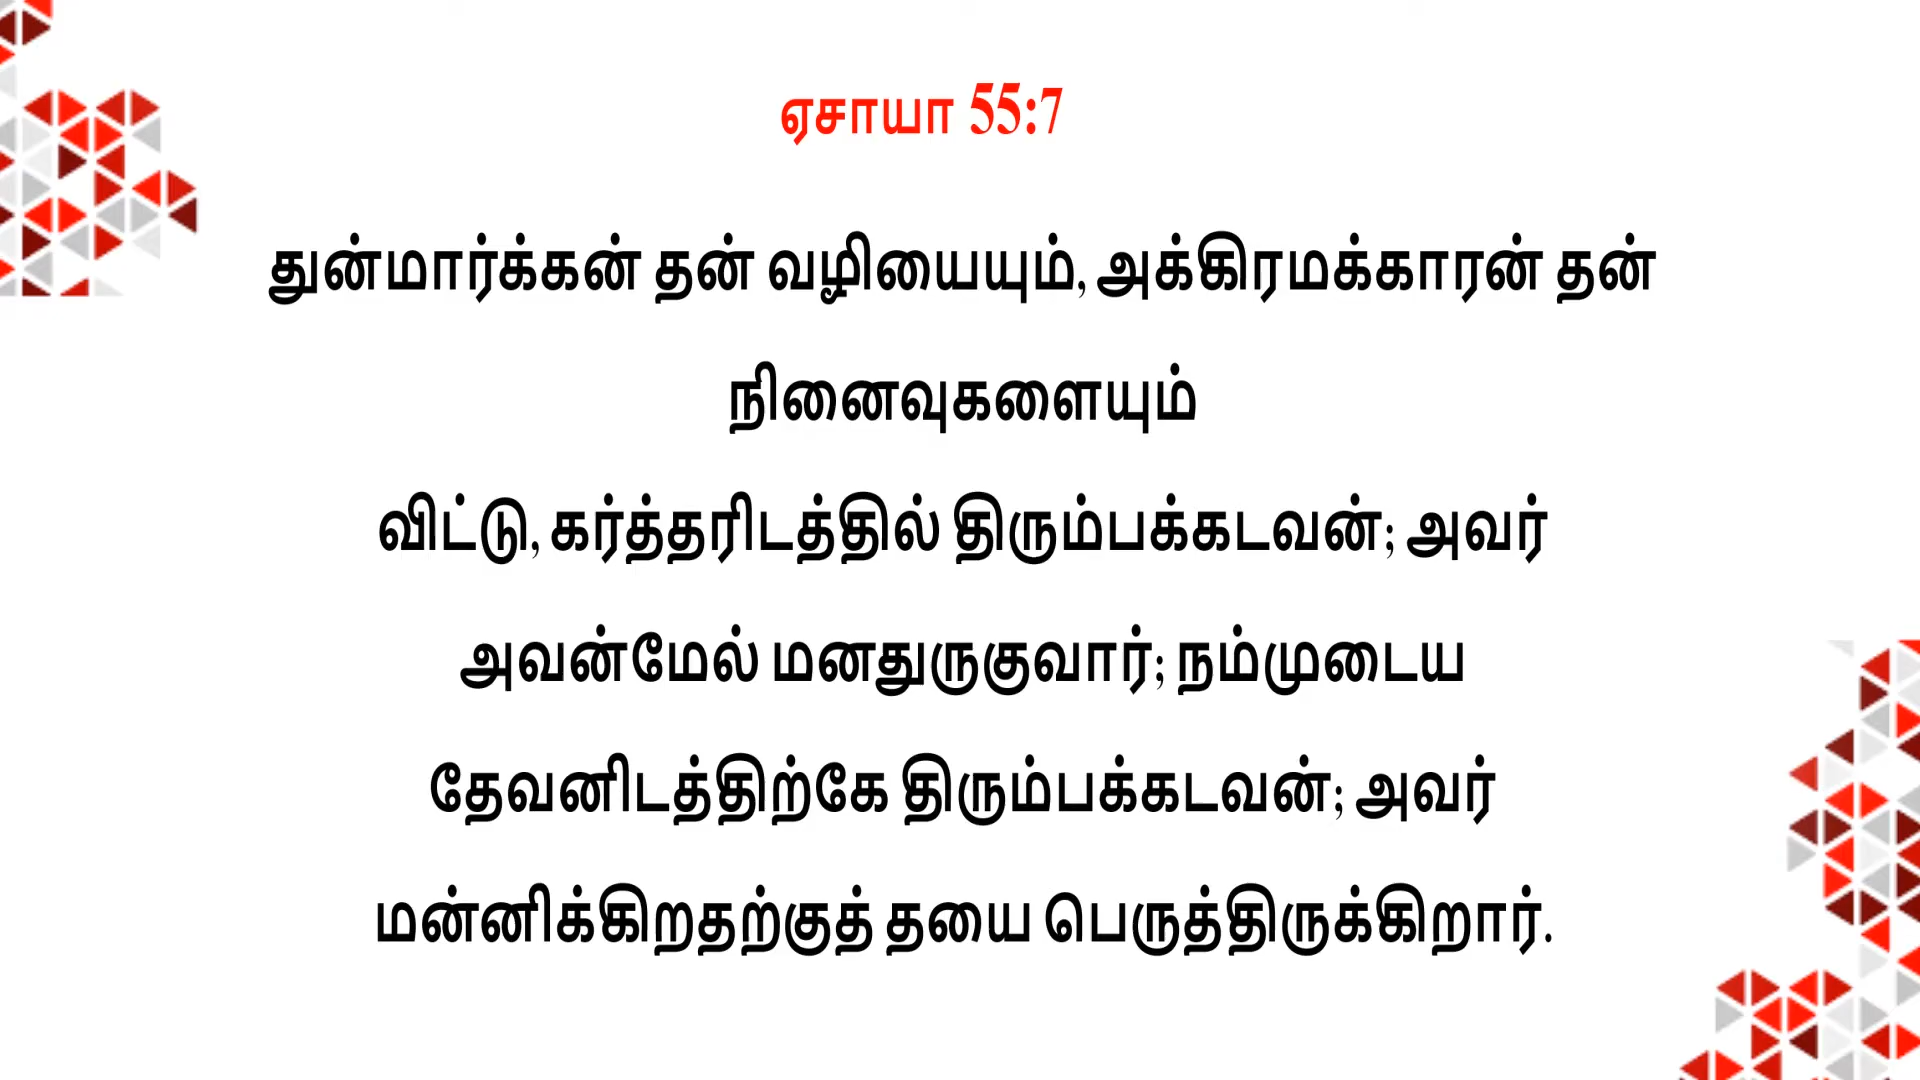 ஏசாயா 55:7
துன்மார்க்கன் தன் வழியையும், அக்கிரமக்காரன் தன்
நினைவுகளையும்
விட்டு, கர்த்தரிடத்தில் திரும்பக்கடவன்; அவர்
அவன்மேல் மனதுருகுவார்; நம்முடைய
தேவனிடத்திற்கே திரும்பக்கடவன்; அவர்
மன்னிக்கிறதற்குத் தயை பெருத்திருக்கிறார்.